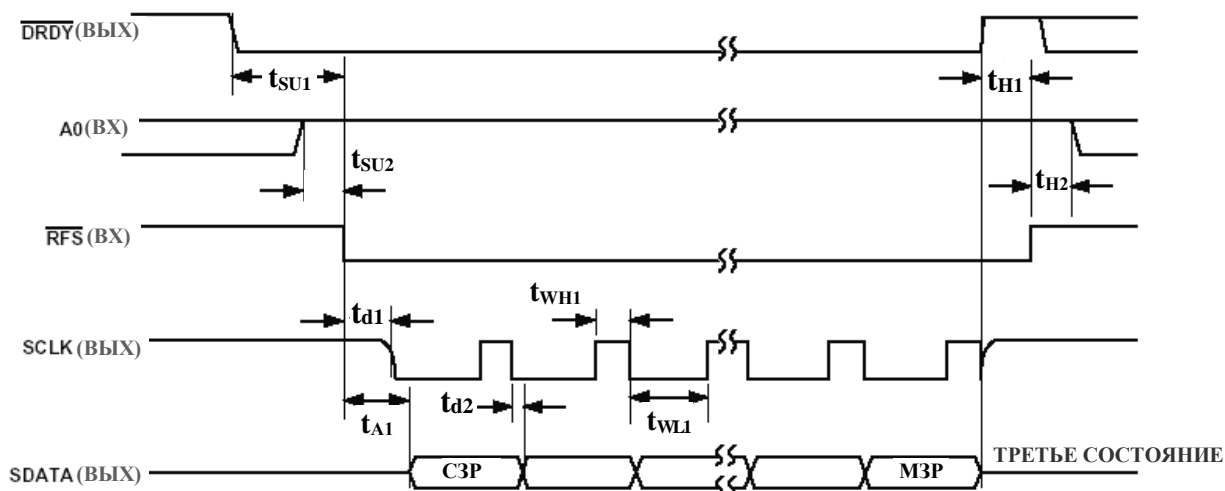 DRDY (ВЫХ)
tSU1
tH1
A0 (ВХ)
tSU2
tH2
RFS (ВХ)
td1
tWH1
SCLK (ВЫХ)
tA1
td2
tWL1
SDATA (ВЫХ)
СЗР
МЗР
ТРЕТЬЕ СОСТОЯНИЕ